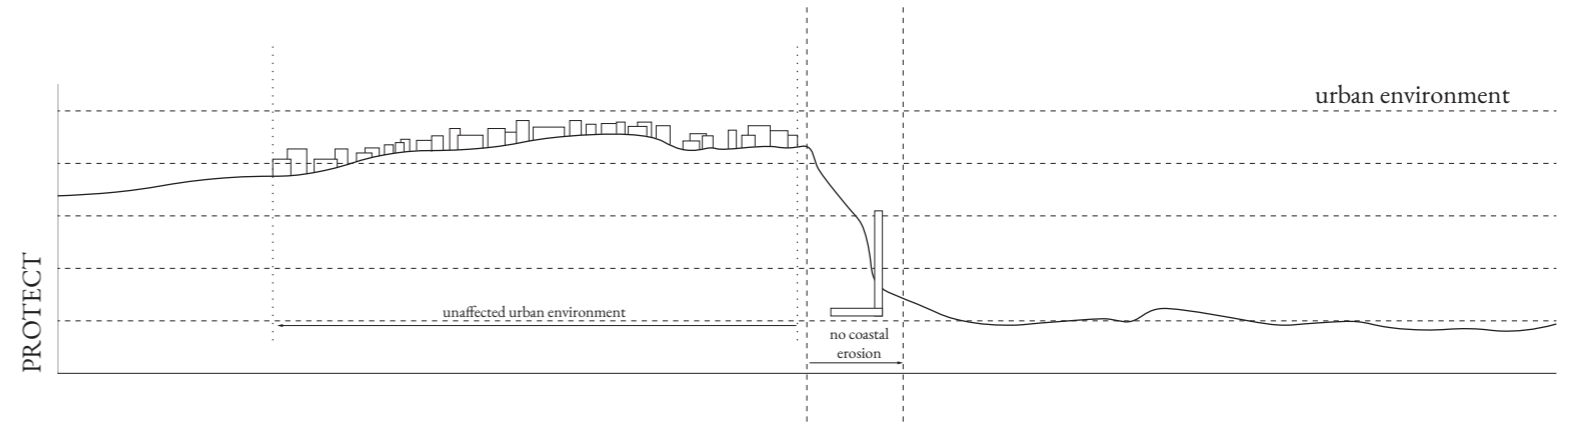 urban environment
PROTECT
unaffected urban environment
no coastal
erosion